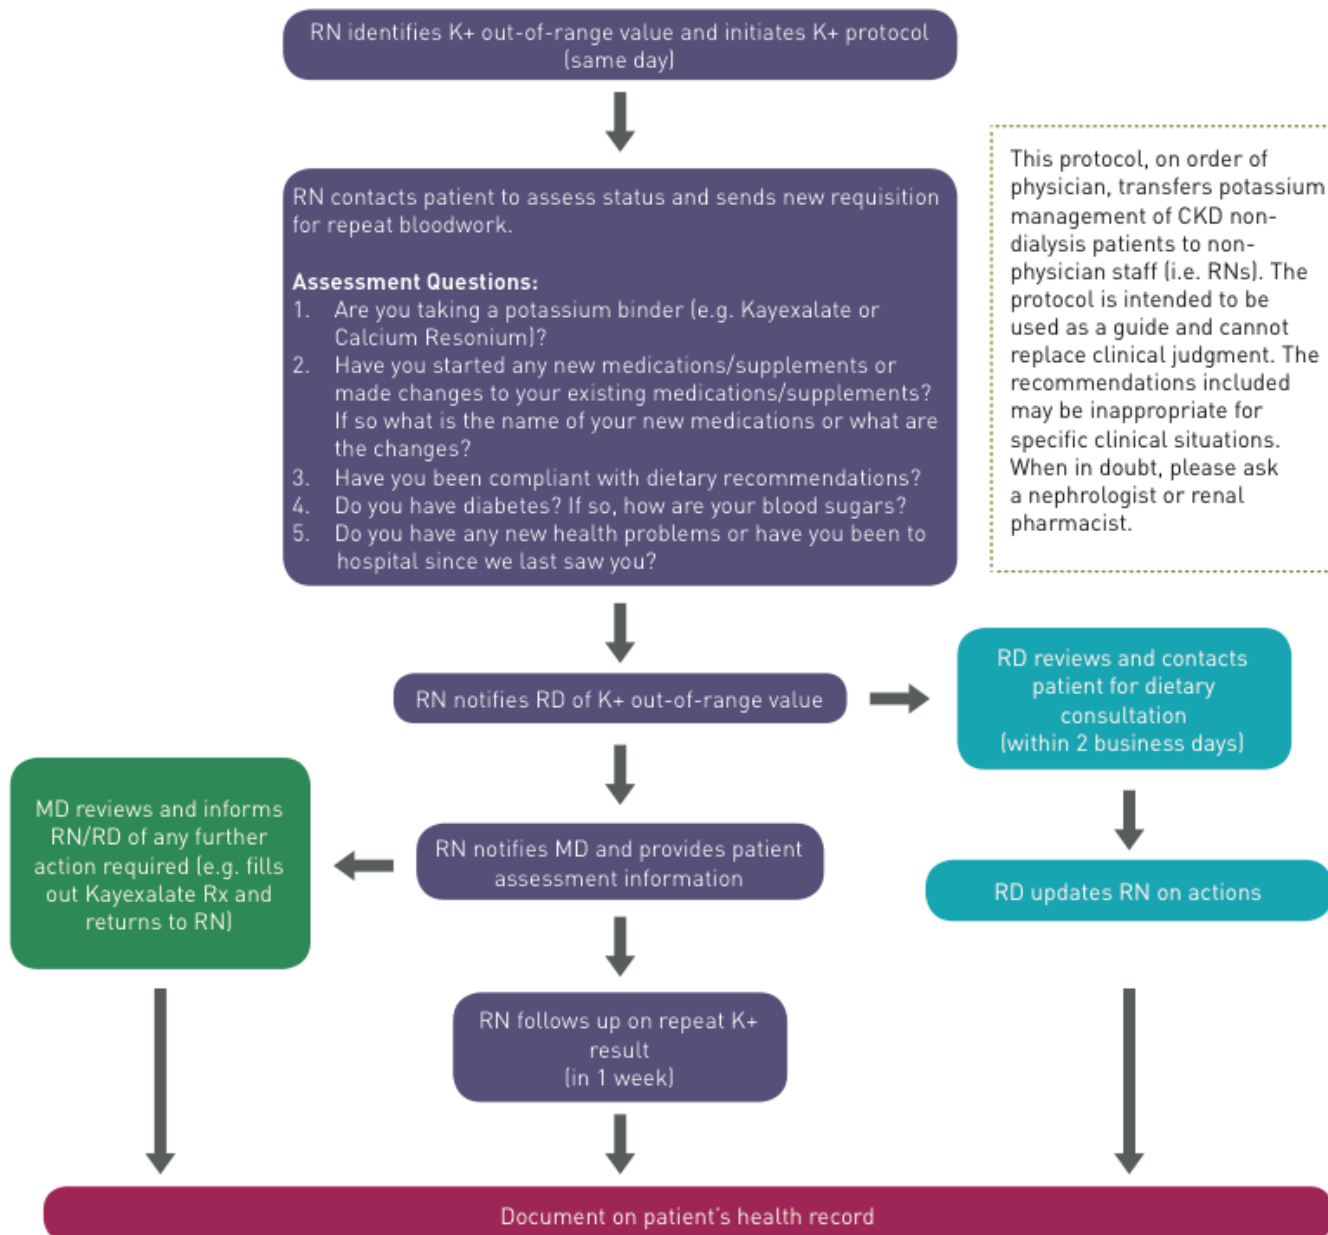 RN identifies K+ out-of-range value and initiates K+ protocol
(same day)
RN contacts patient to assess status and sends new requisition
for repeat bloodwork.
Assessment Questions:
1. Are you taking a potassium binder (e.g. Kayexalate or
Calcium Resonium)?
2. Have you started any new medications/supplements or
made changes to your existing medications/supplements?
If so what is the name of your new medications or what are
the changes?
3. Have you been compliant with dietary recommendations?
4. Do you have diabetes? If so, how are your blood sugars?
5. Do you have any new health problems or have you been to
hospital since we last saw you?
This protocol, on order of
physician, transfers potassium
management of CKD non-
dialysis patients to non-
physician staff (i.e. RNs). The
protocol is intended to be
used as a guide and cannot
replace clinical judgment. The
recommendations included
may be inappropriate for
specific clinical situations.
When in doubt, please ask
a nephrologist or renal
pharmacist.
RN notifies RD of K+ out-of-range value
RD reviews and contacts
patient for dietary
consultation
(within 2 business days)
MD reviews and informs
RN/RD of any further
action required (e.g. fills
out Kayexalate Rx and
returns to RN)
RN notifies MD and provides patient
assessment information
RD updates RN on actions
RN follows up on repeat K+
result
(in 1 week)
Document on patient's health record